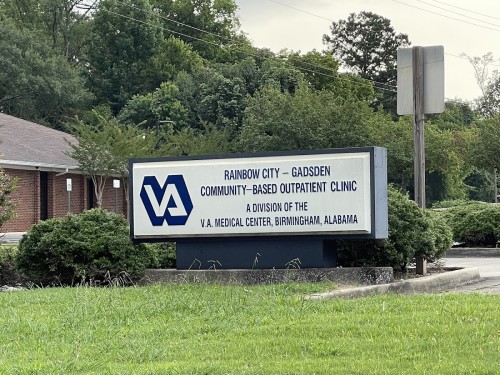 VA
RAINBOW CITY – GADSDEN
COMMUNITY–BASED OUTPATIENT CLINIC
A DIVISION OF THE
V.A. MEDICAL CENTER, BIRMINGHAM, ALABAMA